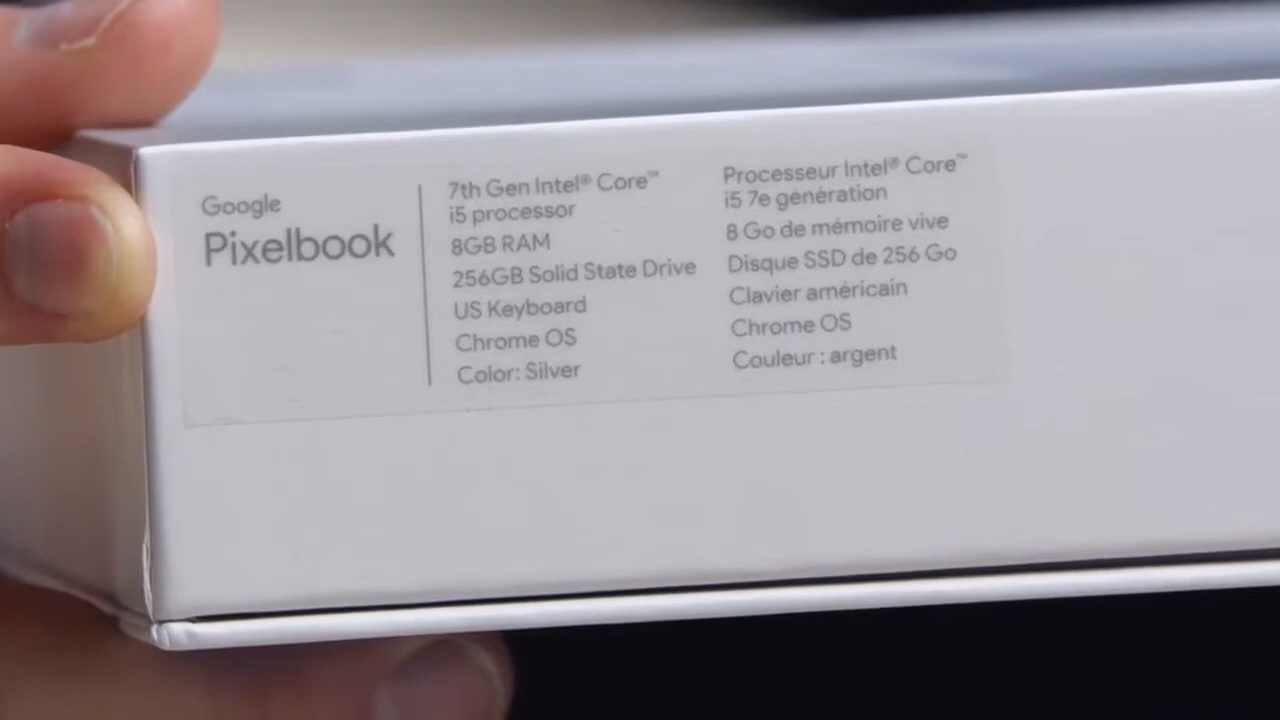 Google
Pixelbook
7th Gen Intel® Core™
i5 processor
8GB RAM
256GB Solid State Drive
US Keyboard
Chrome OS
Color: Silver
Processeur Intel® Core™
i5 7e génération
8 Go de mémoire vive
Disque SSD de 256 Go
Clavier américain
Chrome OS
Couleur : argent